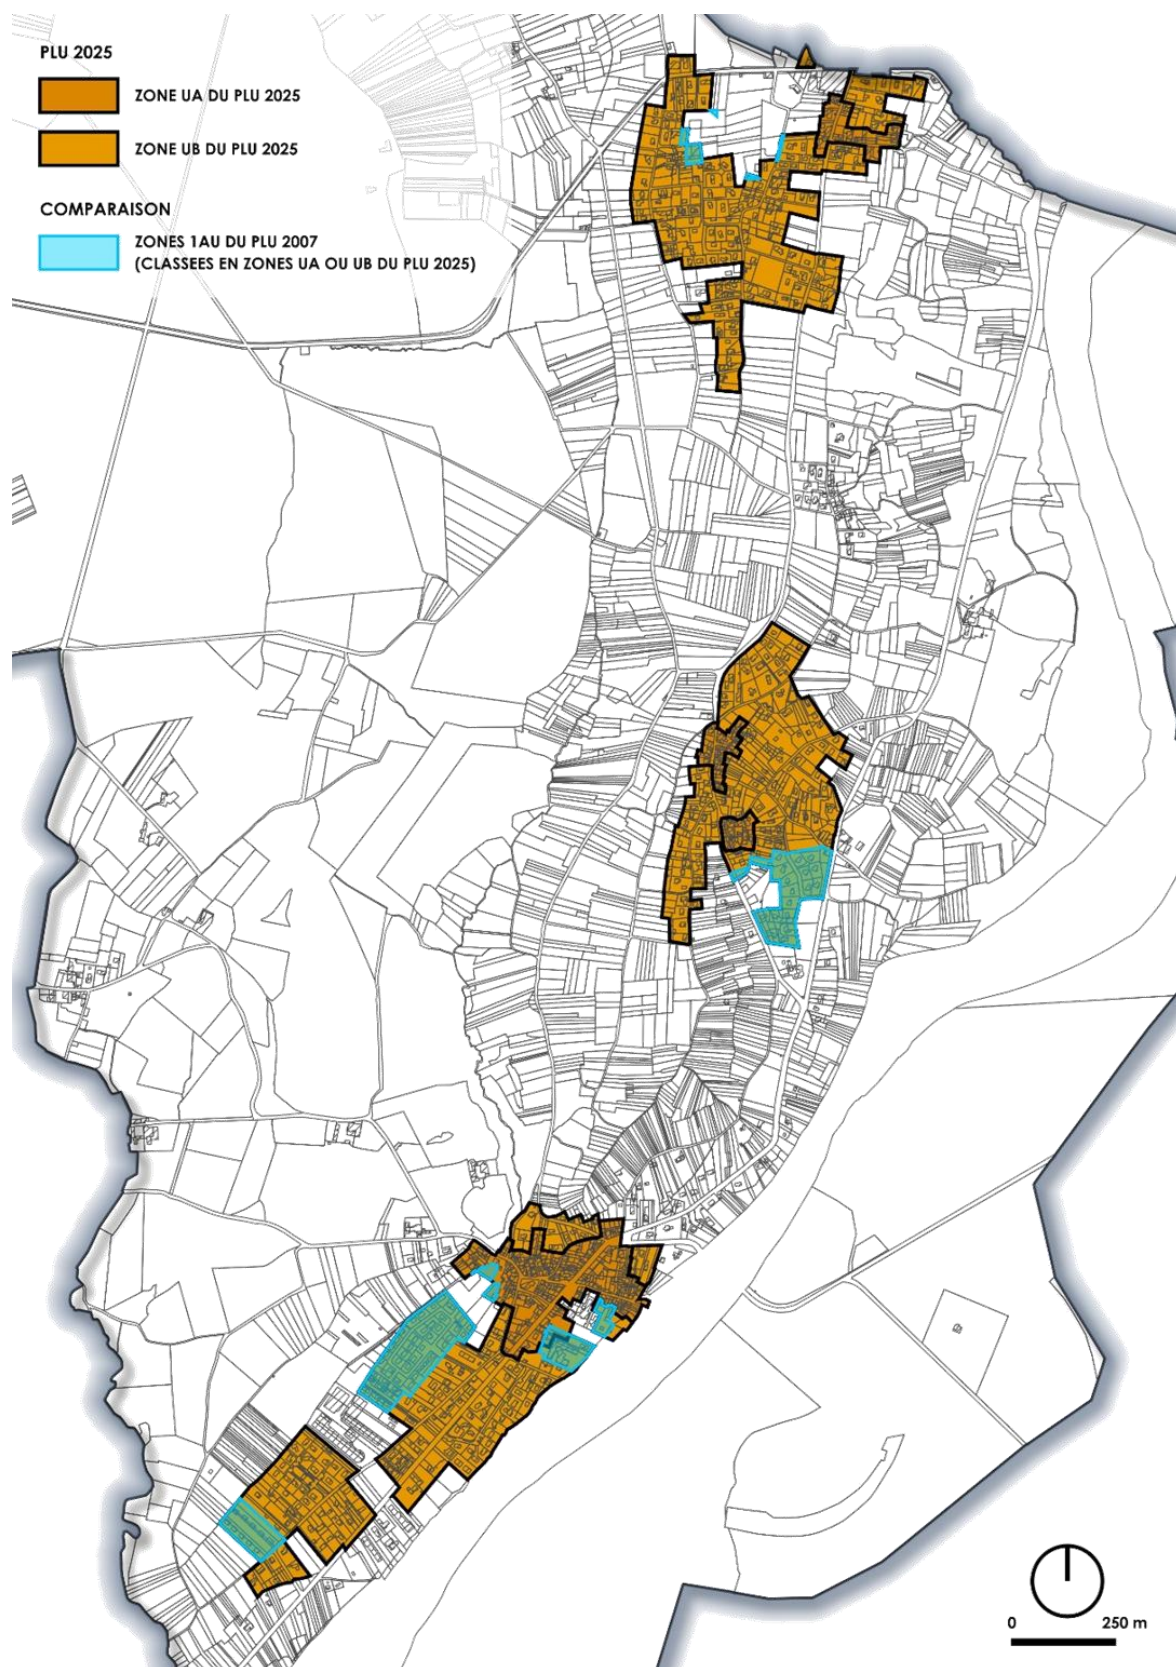 PLU 2025
ZONE UA DU PLU 2025
ZONE UB DU PLU 2025
COMPARAISON
ZONES 1AU DU PLU 2007
(CLASSEES EN ZONES UA OU UB DU PLU 2025)
0 250 m